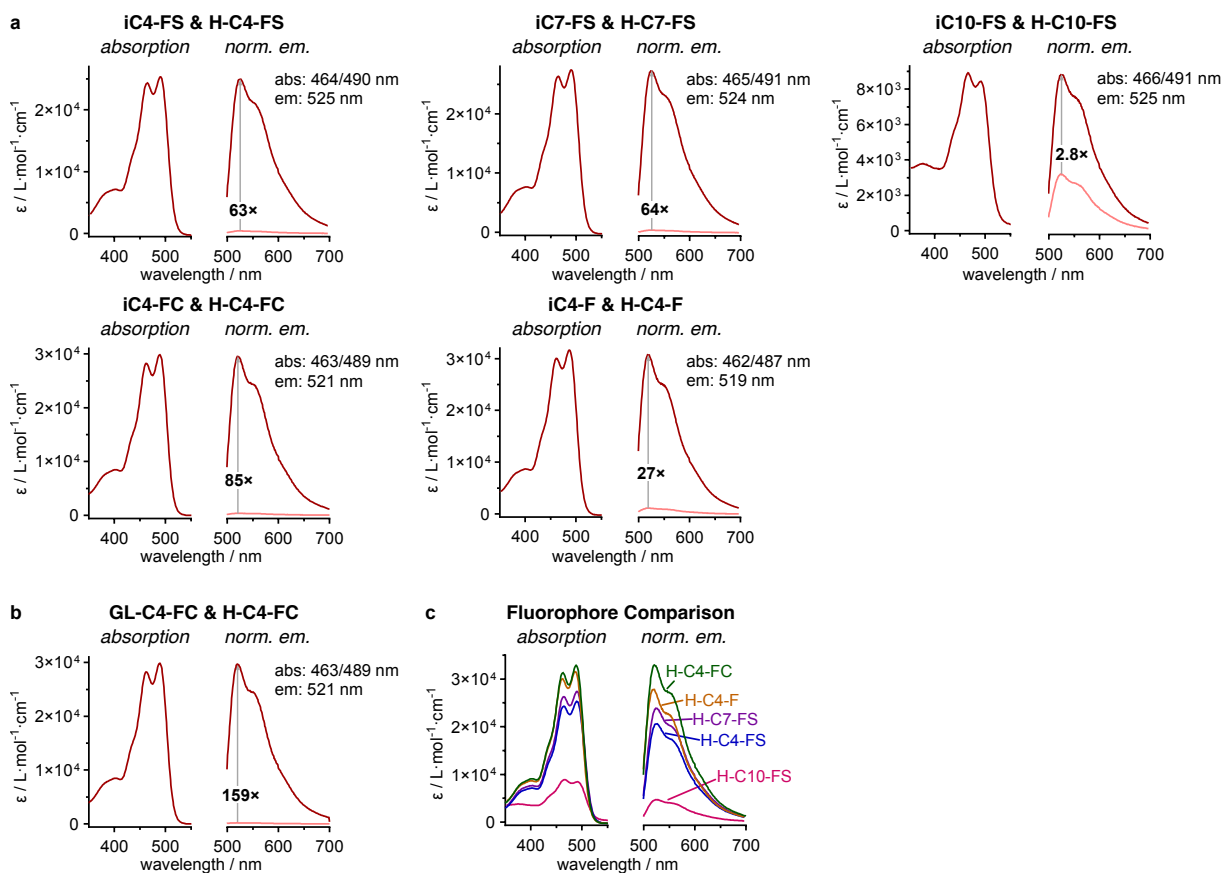 a
iC4-FS & H-C4-FS
absorption norm. em.
abs: 464/490 nm
em: 525 nm
ε / L·mol⁻¹·cm⁻¹
2×10⁴
1×10⁴
0
63×
400 500 500 600 700
wavelength / nm
iC7-FS & H-C7-FS
absorption norm. em.
abs: 465/491 nm
em: 524 nm
ε / L·mol⁻¹·cm⁻¹
2×10⁴
1×10⁴
0
64×
400 500 500 600 700
wavelength / nm
iC10-FS & H-C10-FS
absorption norm. em.
abs: 466/491 nm
em: 525 nm
ε / L·mol⁻¹·cm⁻¹
8×10³
6×10³
4×10³
2×10³
0
2.8×
400 500 500 600 700
wavelength / nm
iC4-FC & H-C4-FC
absorption norm. em.
abs: 463/489 nm
em: 521 nm
ε / L·mol⁻¹·cm⁻¹
3×10⁴
2×10⁴
1×10⁴
0
85×
400 500 500 600 700
wavelength / nm
iC4-F & H-C4-F
absorption norm. em.
abs: 462/487 nm
em: 519 nm
ε / L·mol⁻¹·cm⁻¹
3×10⁴
2×10⁴
1×10⁴
0
27×
400 500 500 600 700
wavelength / nm
b
GL-C4-FC & H-C4-FC
absorption norm. em.
abs: 463/489 nm
em: 521 nm
ε / L·mol⁻¹·cm⁻¹
3×10⁴
2×10⁴
1×10⁴
0
159×
400 500 500 600 700
wavelength / nm
c
Fluorophore Comparison
absorption norm. em.
ε / L·mol⁻¹·cm⁻¹
3×10⁴
2×10⁴
1×10⁴
0
H-C4-FC
H-C4-F
H-C7-FS
H-C4-FS
H-C10-FS
400 500 500 600 700
wavelength / nm